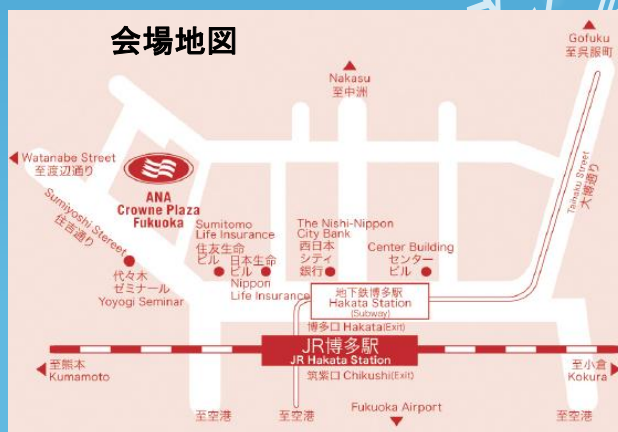 会場地図
Gofuku
至呉服町
Nakasu
至中洲
Watanabe Street
至渡辺通り
ANA
Crowne Plaza
Fukuoka
Sumiyoshi Stereet
住吉通り
Taihaku Street
大博通り
代々木
ゼミナール
Yoyogi Seminar
Sumitomo
Life Insurance
住友生命
ビル
日本生命
ビル
Nippon
Life Insurance
The Nishi-Nippon
City Bank
西日本
シティ
銀行
Center Building
センター
ビル
地下鉄博多駅
Hakata Station
(Subway)
博多口 Hakata(Exit)
JR博多駅
JR Hakata Station
筑紫口 Chikushi(Exit)
至熊本
Kumamoto
至小倉
Kokura
至空港
至空港
Fukuoka Airport
至空港